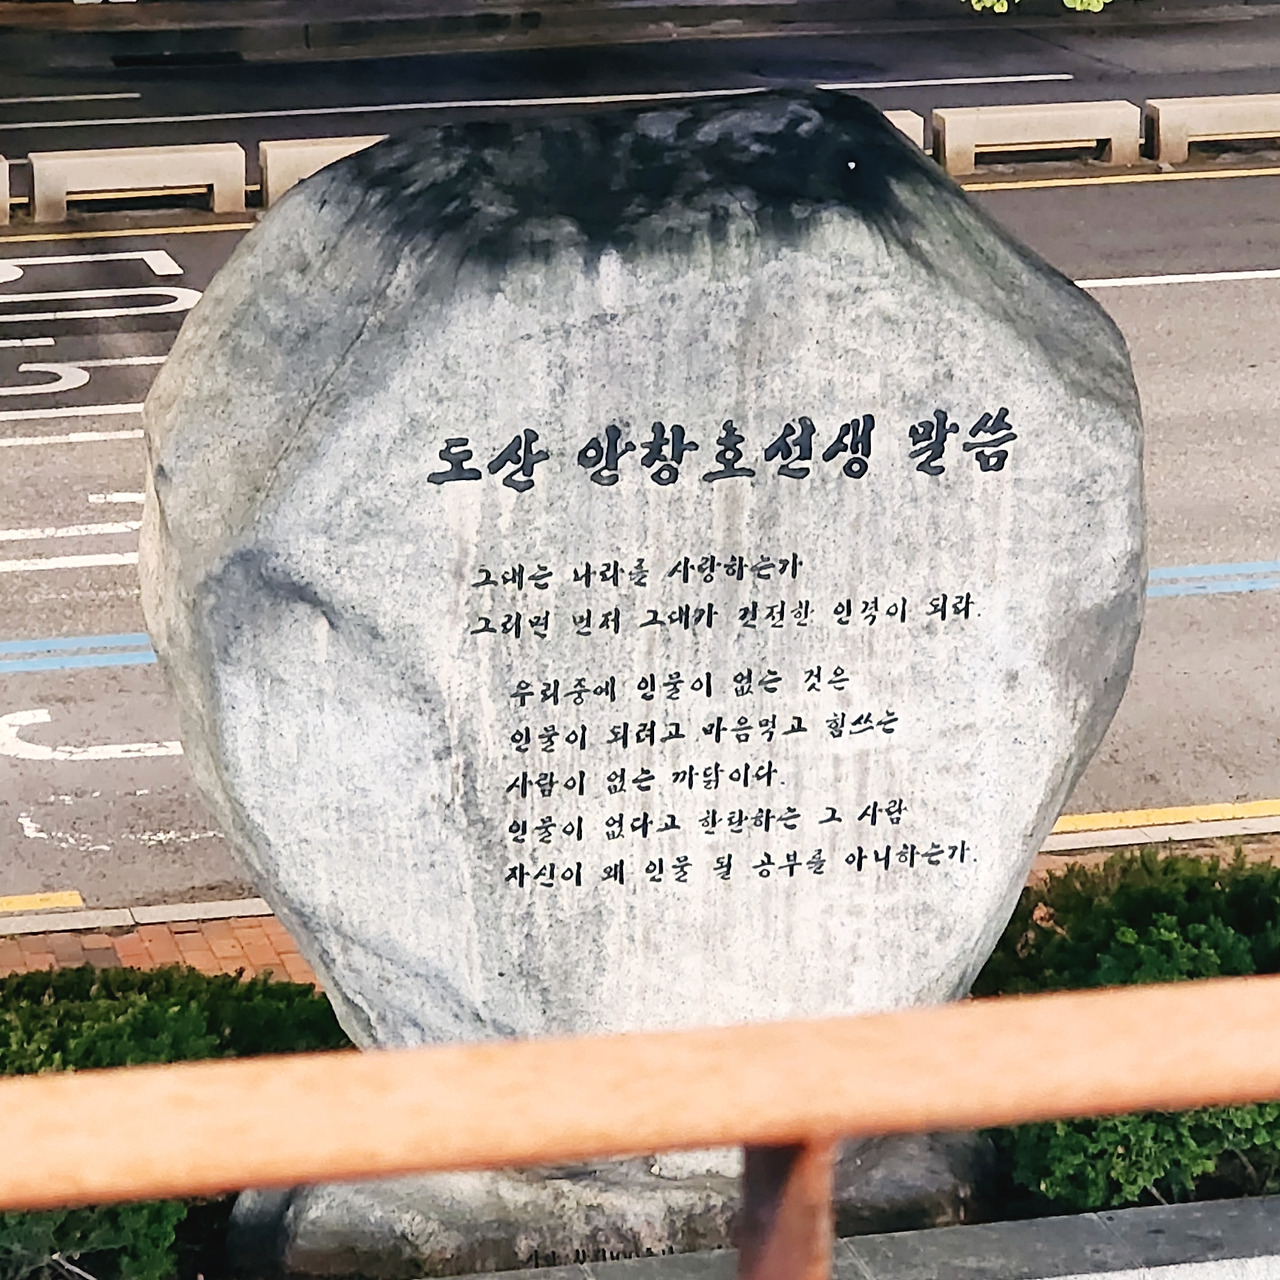 도산 안창호선생 말씀
그대는 나라를 사랑하는가
그러면 먼저 그대가 건전한 인격이 되라.
우리중에 인물이 없는 것은
인물이 되려고 마음먹고 힘쓰는
사람이 없는 까닭이다.
인물이 없다고 한탄하는 그 사람
자신이 왜 인물 될 공부를 아니하는가.